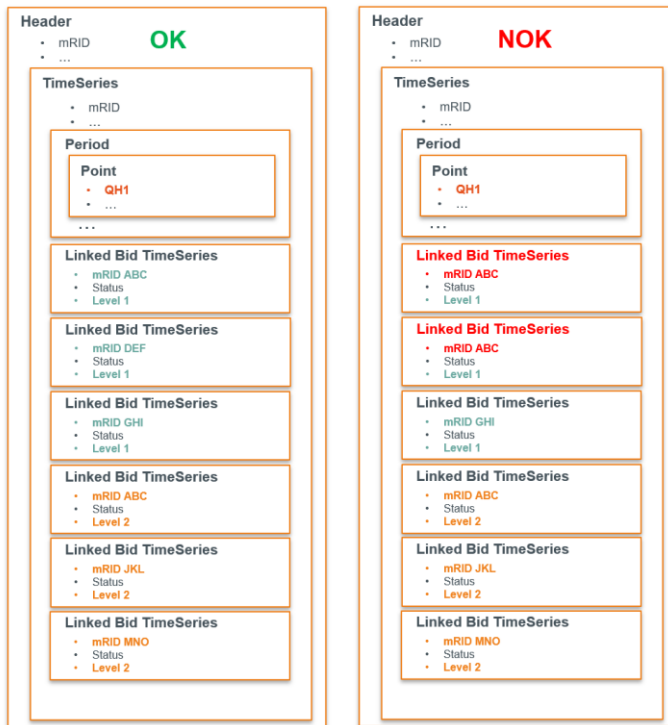 Header
OK
• mRID
• ...
TimeSeries
• mRID
• ...
Period
Point
• QH1
• ...
...
Linked Bid TimeSeries
• mRID ABC
• Status
• Level 1
Linked Bid TimeSeries
• mRID DEF
• Status
• Level 1
Linked Bid TimeSeries
• mRID GHI
• Status
• Level 1
Linked Bid TimeSeries
• mRID ABC
• Status
• Level 2
Linked Bid TimeSeries
• mRID JKL
• Status
• Level 2
Linked Bid TimeSeries
• mRID MNO
• Status
• Level 2
Header
NOK
• mRID
• ...
TimeSeries
• mRID
• ...
Period
Point
• QH1
• ...
...
Linked Bid TimeSeries
• mRID ABC
• Status
• Level 1
Linked Bid TimeSeries
• mRID ABC
• Status
• Level 1
Linked Bid TimeSeries
• mRID GHI
• Status
• Level 1
Linked Bid TimeSeries
• mRID ABC
• Status
• Level 2
Linked Bid TimeSeries
• mRID JKL
• Status
• Level 2
Linked Bid TimeSeries
• mRID MNO
• Status
• Level 2